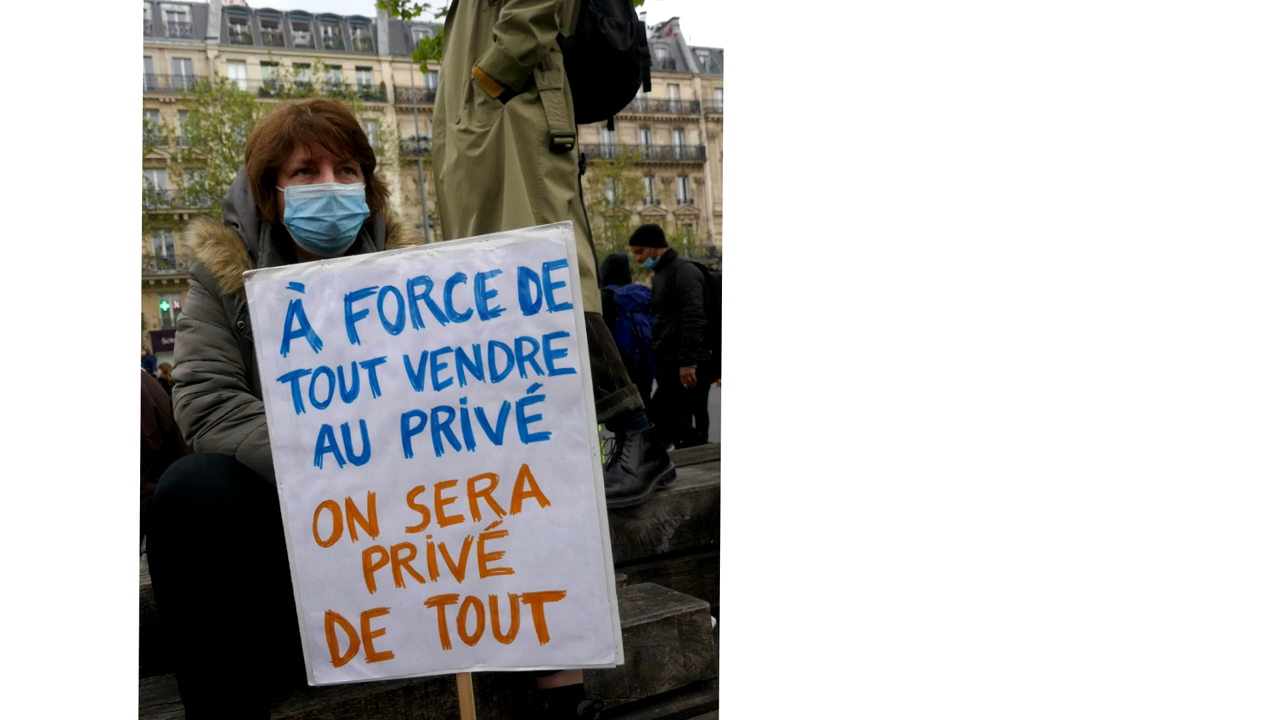 À FORCE DE
TOUT VENDRE
AU PRIVÉ
ON SERA
PRIVÉ
DE TOUT